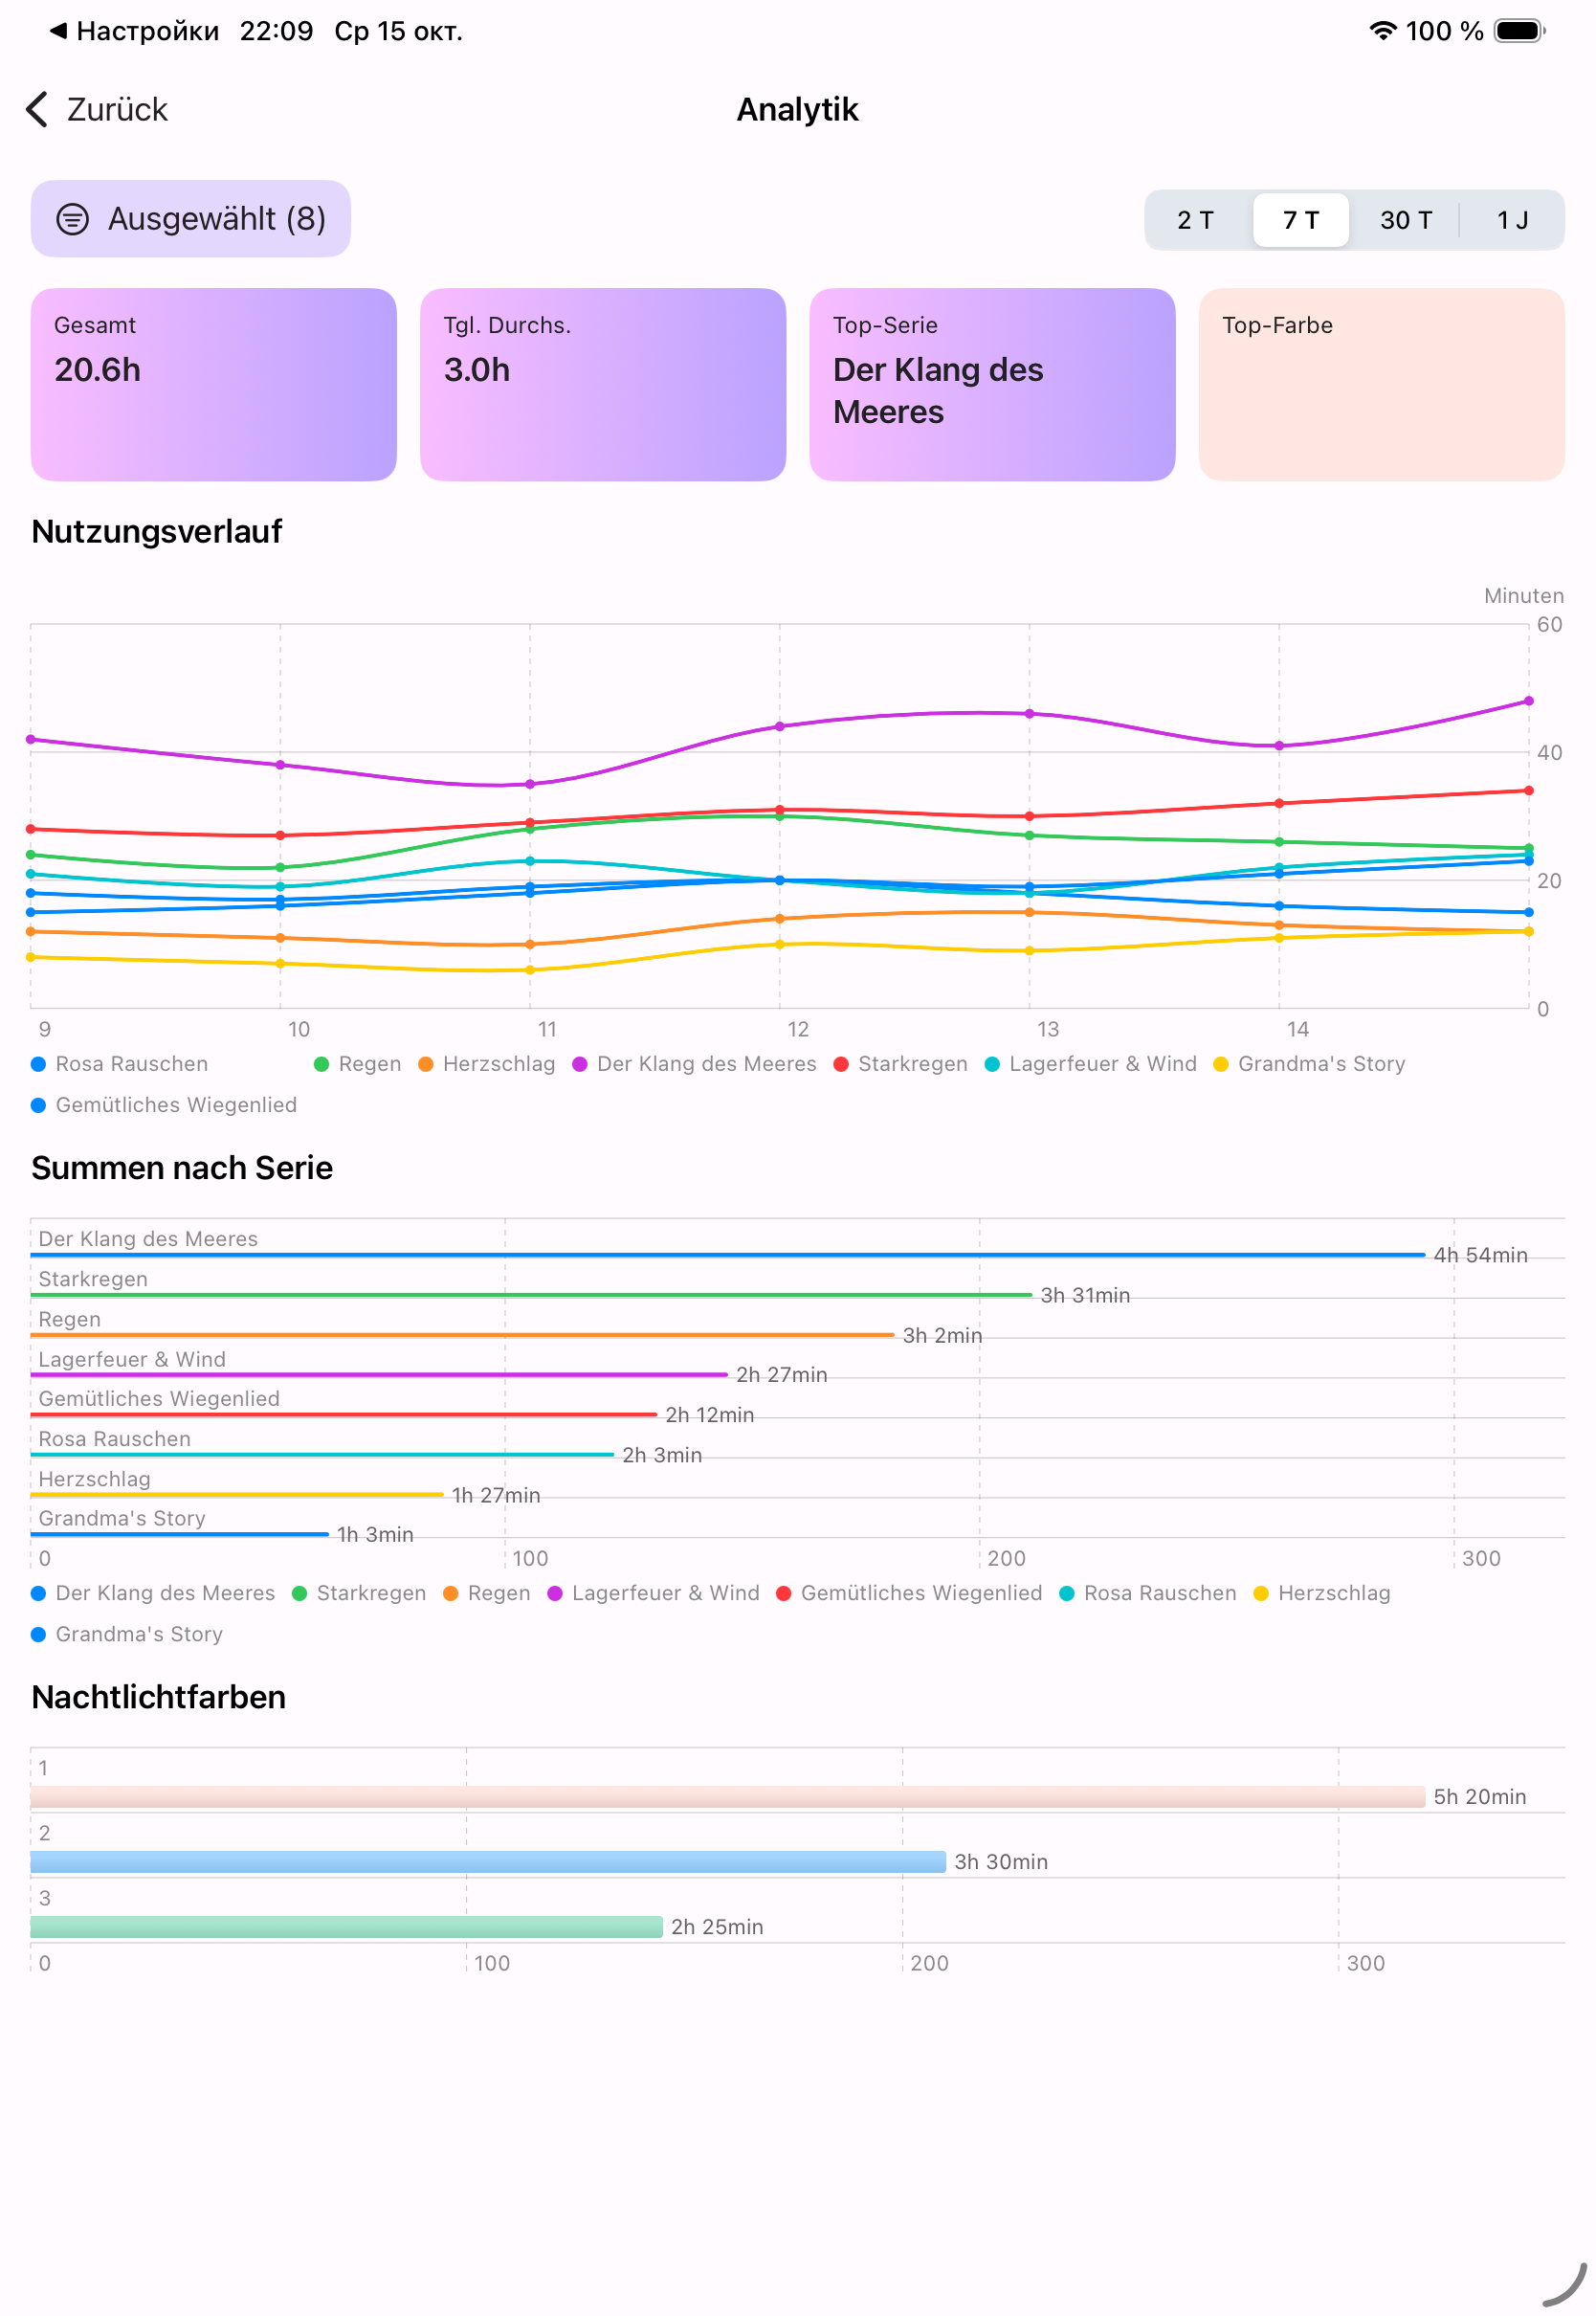 Настройки 22:09 Ср 15 окт. 100 %
Zurück Analytik
Ausgewählt (8) 2 T 7 T 30 T 1 J
Gesamt
20.6h
Tgl. Durchs.
3.0h
Top-Serie
Der Klang des
Meeres
Top-Farbe
Nutzungsverlauf
Minuten
60
40
20
0
9 10 11 12 13 14
Rosa Rauschen Regen Herzschlag Der Klang des Meeres Starkregen Lagerfeuer & Wind Grandma's Story
Gemütliches Wiegenlied
Summen nach Serie
Der Klang des Meeres
4h 54min
Starkregen
3h 31min
Regen
3h 2min
Lagerfeuer & Wind
2h 27min
Gemütliches Wiegenlied
2h 12min
Rosa Rauschen
2h 3min
Herzschlag
1h 27min
Grandma's Story
1h 3min
0 100 200 300
Der Klang des Meeres Starkregen Regen Lagerfeuer & Wind Gemütliches Wiegenlied Rosa Rauschen Herzschlag
Grandma's Story
Nachtlichtfarben
1
5h 20min
2
3h 30min
3
2h 25min
0 100 200 300